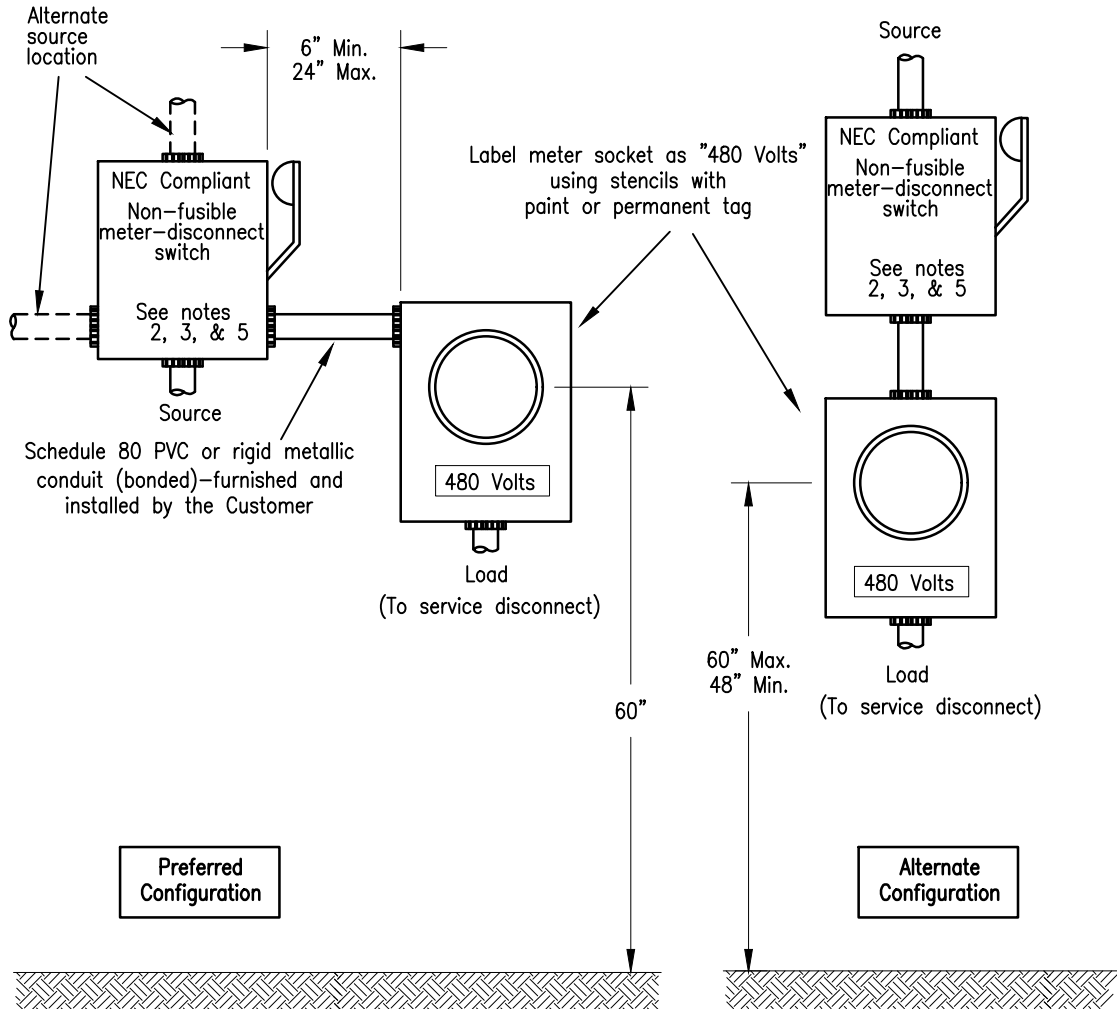 Alternate
source
location
6" Min.
24" Max.
NEC Compliant
Non-fusible
meter-disconnect
switch
See notes
2, 3, & 5
Source
Schedule 80 PVC or rigid metallic
conduit (bonded)-furnished and
installed by the Customer
Label meter socket as "480 Volts"
using stencils with
paint or permanent tag
480 Volts
Load
(To service disconnect)
60"
Preferred
Configuration
Source
NEC Compliant
Non-fusible
meter-disconnect
switch
See notes
2, 3, & 5
480 Volts
Load
(To service disconnect)
60" Max.
48" Min.
Alternate
Configuration